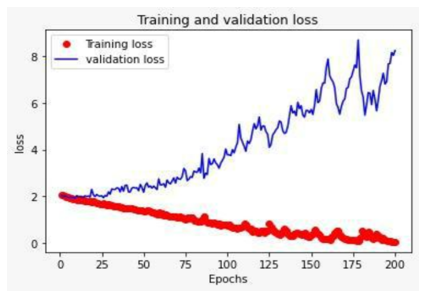 Training and validation loss
Training loss
validation loss
loss
8
6
4
2
0
0 25 50 75 100 125 150 175 200
Epochs